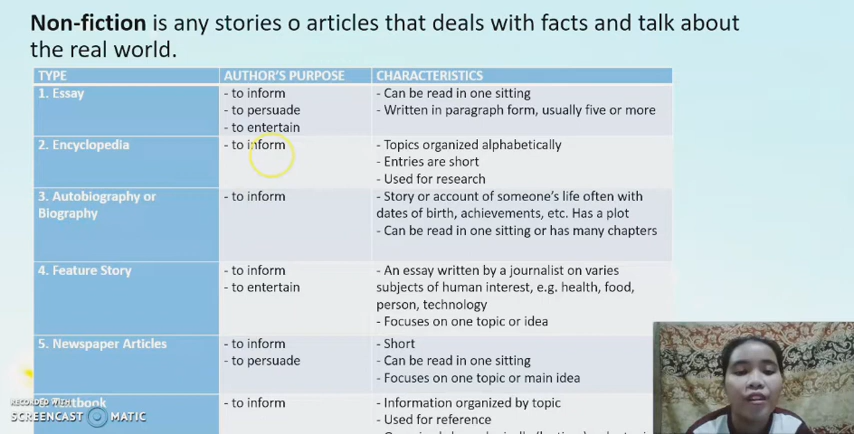 Non-fiction is any stories o articles that deals with facts and talk about
the real world.
TYPE AUTHOR'S PURPOSE CHARACTERISTICS
1. Essay
- to inform
- to persuade
- to entertain
- Can be read in one sitting
- Written in paragraph form, usually five or more
2. Encyclopedia
- to inform
- Topics organized alphabetically
- Entries are short
- Used for research
3. Autobiography or
Biography
- to inform
- Story or account of someone's life often with
dates of birth, achievements, etc. Has a plot
- Can be read in one sitting or has many chapters
4. Feature Story
- to inform
- to entertain
- An essay written by a journalist on varies
subjects of human interest, e.g. health, food,
person, technology
- Focuses on one topic or idea
5. Newspaper Articles
- to inform
- to persuade
- Short
- Can be read in one sitting
- Focuses on one topic or main idea
- to inform
- Information organized by topic
- Used for reference
RECORDED WITH
SCREENCAST MATIC